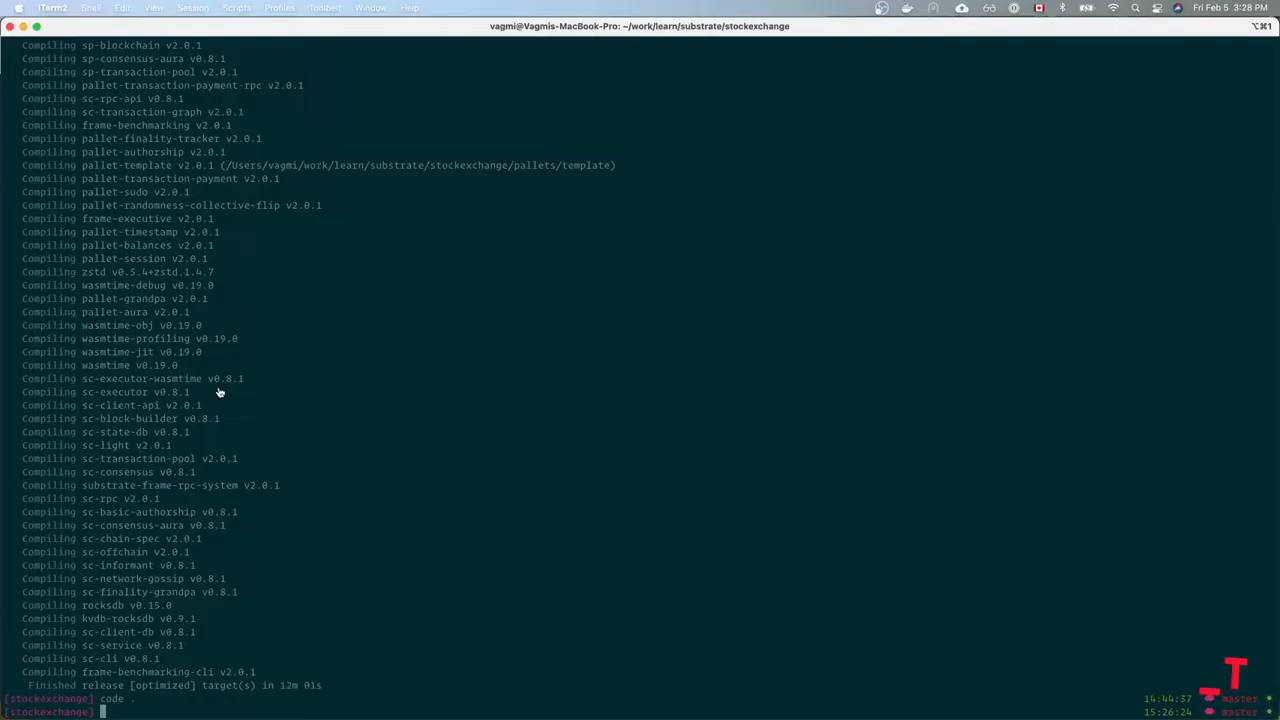 iTerm2 Shell Edit View Session Scripts Profiles Toolbelt Window Help Fri Feb 5 3:28 PM
vagmi@Vagmis-MacBook-Pro: ~/work/learn/substrate/stockexchange ⌥⌘1
Compiling sp-blockchain v2.0.1
Compiling sp-consensus-aura v0.8.1
Compiling sp-transaction-pool v2.0.1
Compiling pallet-transaction-payment-rpc v2.0.1
Compiling sc-rpc-api v0.8.1
Compiling sc-transaction-graph v2.0.1
Compiling frame-benchmarking v2.0.1
Compiling pallet-finality-tracker v2.0.1
Compiling pallet-authorship v2.0.1
Compiling pallet-template v2.0.1 (/Users/vagmi/work/learn/substrate/stockexchange/pallets/template)
Compiling pallet-transaction-payment v2.0.1
Compiling pallet-sudo v2.0.1
Compiling pallet-randomness-collective-flip v2.0.1
Compiling frame-executive v2.0.1
Compiling pallet-timestamp v2.0.1
Compiling pallet-balances v2.0.1
Compiling pallet-session v2.0.1
Compiling zstd v0.5.4+zstd.1.4.7
Compiling wasmtime-debug v0.19.0
Compiling pallet-grandpa v2.0.1
Compiling pallet-aura v2.0.1
Compiling wasmtime-obj v0.19.0
Compiling wasmtime-profiling v0.19.0
Compiling wasmtime-jit v0.19.0
Compiling wasmtime v0.19.0
Compiling sc-executor-wasmtime v0.8.1
Compiling sc-executor v0.8.1
Compiling sc-client-api v2.0.1
Compiling sc-block-builder v0.8.1
Compiling sc-state-db v0.8.1
Compiling sc-light v2.0.1
Compiling sc-transaction-pool v2.0.1
Compiling sc-consensus v0.8.1
Compiling substrate-frame-rpc-system v2.0.1
Compiling sc-rpc v2.0.1
Compiling sc-basic-authorship v0.8.1
Compiling sc-consensus-aura v0.8.1
Compiling sc-chain-spec v2.0.1
Compiling sc-offchain v2.0.1
Compiling sc-informant v0.8.1
Compiling sc-network-gossip v0.8.1
Compiling sc-finality-grandpa v0.8.1
Compiling rocksdb v0.15.0
Compiling kvdb-rocksdb v0.9.1
Compiling sc-client-db v0.8.1
Compiling sc-service v0.8.1
Compiling sc-cli v0.8.1
Compiling frame-benchmarking-cli v2.0.1
Finished release [optimized] target(s) in 12m 01s
[stockexchange] code . 14:44:37 master
[stockexchange] 15:26:24 master
T